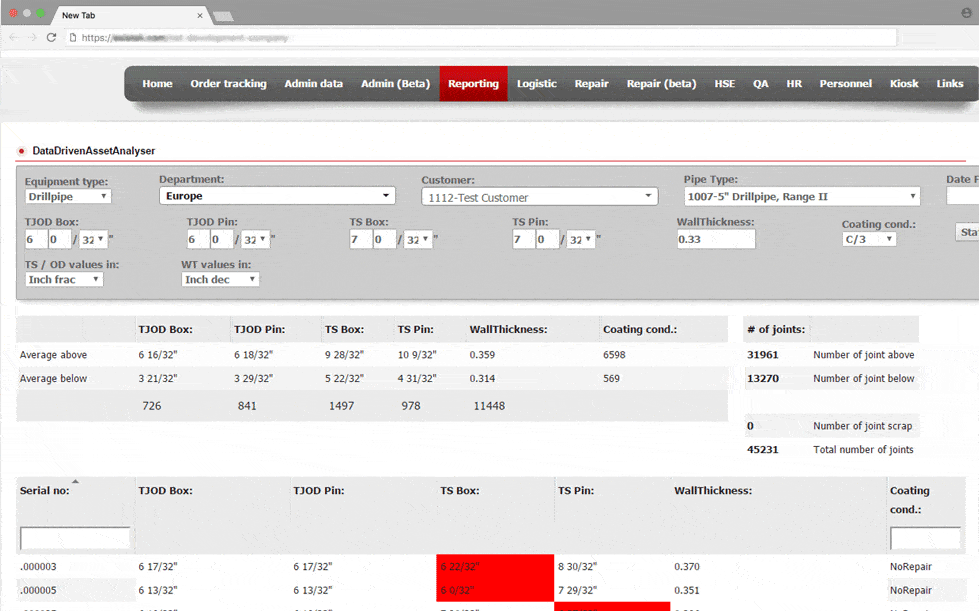 New Tab
https://
Home Order tracking Admin data Admin (Beta) Reporting Logistic Repair Repair (beta) HSE QA HR Personnel Kiosk Links
DataDrivenAssetAnalyser
Equipment type: Department: Customer: Pipe Type: Date F
Drillpipe Europe 1112-Test Customer 1007-5" Drillpipe, Range II
TJOD Box: TJOD Pin: TS Box: TS Pin: WallThickness: Coating cond.:
6 0 / 32 " 6 0 / 32 " 7 0 / 32 " 7 0 / 32 " 0.33 C/3 Sta
TS / OD values in: WT values in:
Inch frac Inch dec
TJOD Box: TJOD Pin: TS Box: TS Pin: WallThickness: Coating cond.: # of joints:
Average above 6 16/32" 6 18/32" 9 28/32" 10 9/32" 0.359 6598 31961 Number of joint above
Average below 3 21/32" 3 29/32" 5 22/32" 4 31/32" 0.314 569 13270 Number of joint below
726 841 1497 978 11448
0 Number of joint scrap
45231 Total number of joints
Serial no: TJOD Box: TJOD Pin: TS Box: TS Pin: WallThickness: Coating
cond.:
.000003 6 17/32" 6 17/32" 6 22/32" 8 30/32" 0.370 NoRepair
.000005 6 13/32" 6 13/32" 6 0/32" 7 29/32" 0.351 NoRepair